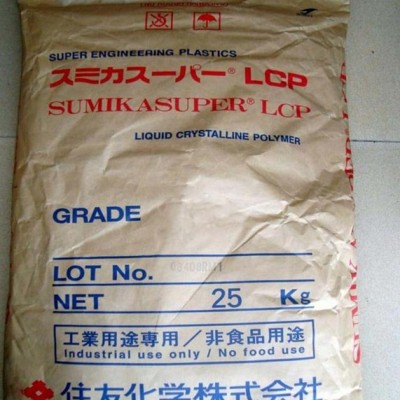 SUPER ENGINEERING PLASTICS
スミカスーパー® LCP
SUMIKASUPER® LCP
LIQUID CRYSTALLINE POLYMER
GRADE
LOT No.
NET 25 Kg
工業用途専用/非食品用途
Industrial use only / No food use
住友化学株式会社